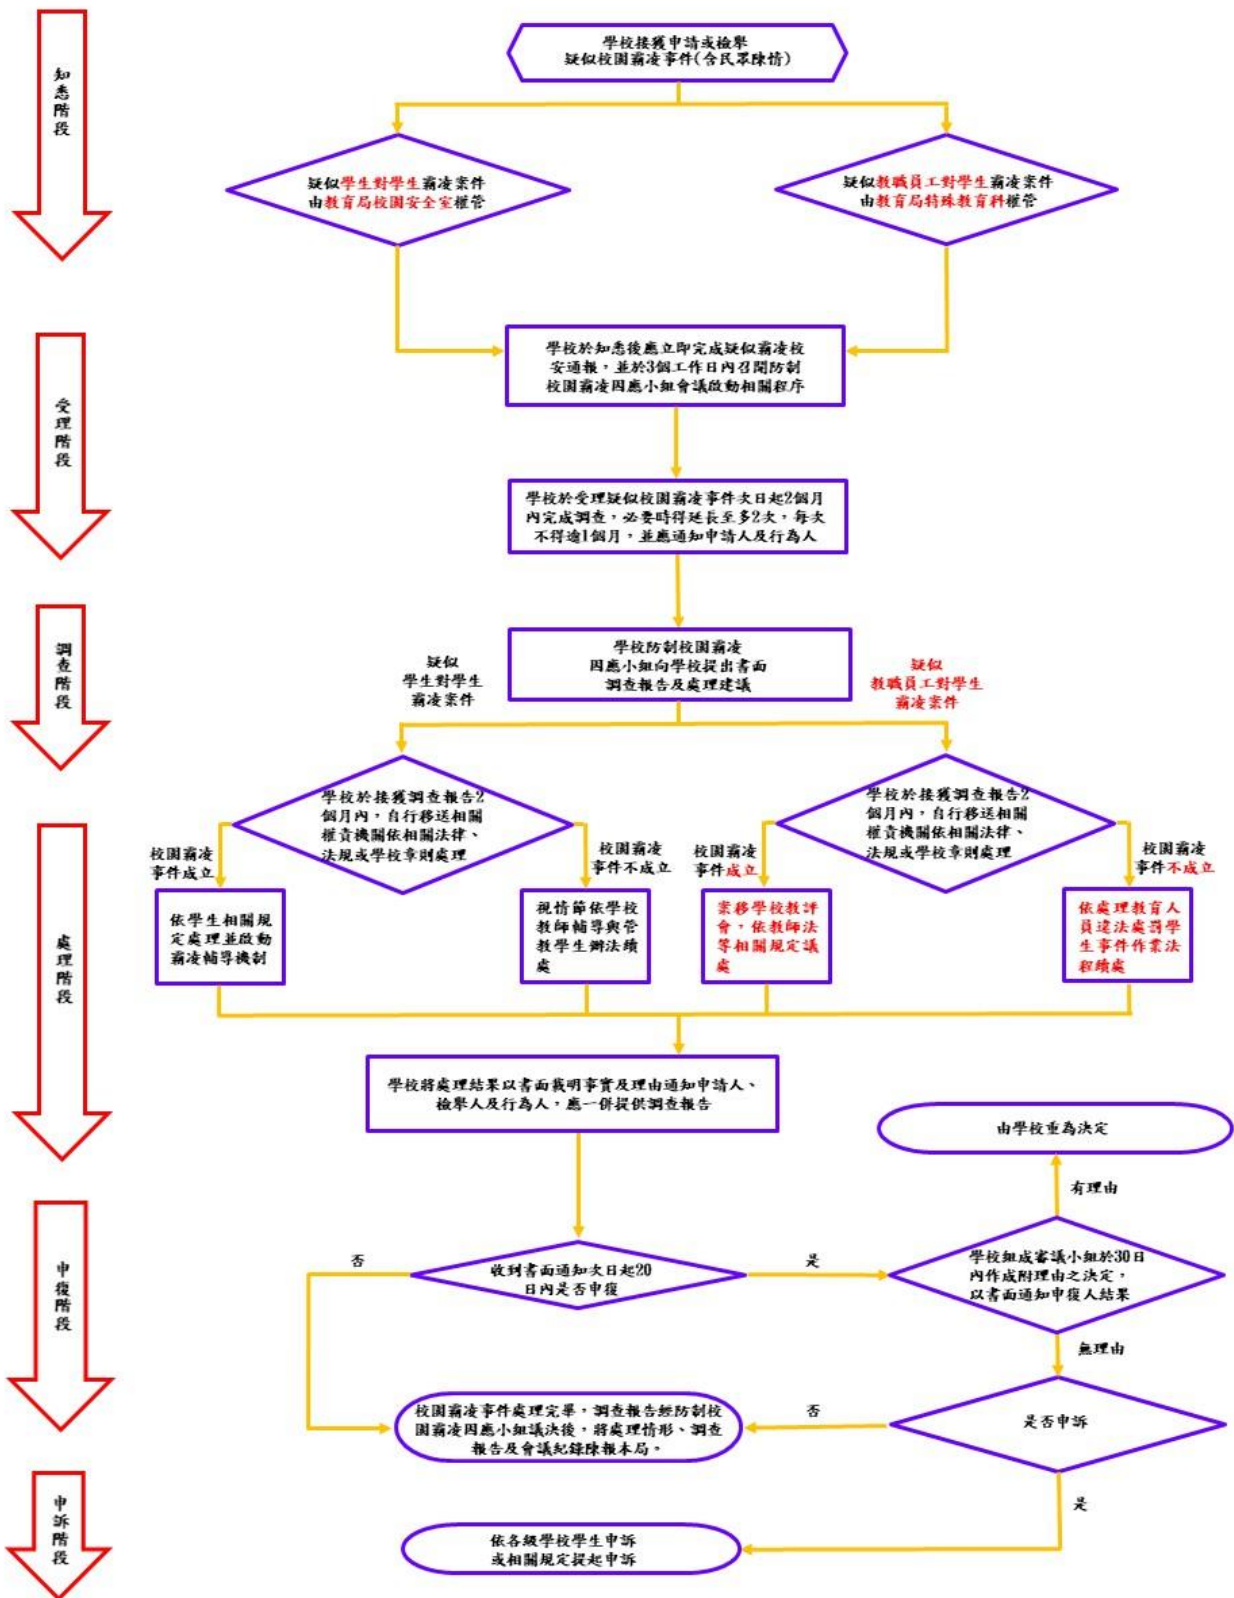 知悉階段
學校接獲申請或檢舉
疑似校園霸凌事件(含民眾陳情)
疑似學生對學生霸凌案件
由教育局校園安全室權管
疑似教職員工對學生霸凌案件
由教育局特殊教育科權管
受理階段
學校於知悉後應立即完成疑似霸凌校
安通報，並於3個工作日內召開防制
校園霸凌因應小組會議啟動相關程序
學校於受理疑似校園霸凌事件次日起2個月
內完成調查，必要時得延長至多2次，每次
不得逾1個月，並應通知申請人及行為人
調查階段
學校防制校園霸凌
因應小組向學校提出書面
調查報告及處理建議
疑似
學生對學生
霸凌案件
疑似
教職員工對學生
霸凌案件
處理階段
學校於接獲調查報告2
個月內，自行移送相關
權責機關依相關法律、
法規或學校章則處理
學校於接獲調查報告2
個月內，自行移送相關
權責機關依相關法律、
法規或學校章則處理
校園霸凌
事件成立
校園霸凌
事件不成立
校園霸凌
事件成立
校園霸凌
事件不成立
依學生相關規
定處理並啟動
霸凌輔導機制
視情節依學校
教師輔導與管
教學生辦法續
處
案移學校教評
會，依教師法
等相關規定議
處
依處理教育人
員違法處罰學
生事件作業法
程續處
學校將處理結果以書面載明事實及理由通知申請人、
檢舉人及行為人，應一併提供調查報告
申復階段
由學校重為決定
有理由
收到書面通知次日起20
日內是否申復
否
是
學校組成審議小組於30日
內作成附理由之決定，
以書面通知申復人結果
無理由
校園霸凌事件處理完畢，調查報告經防制校
園霸凌因應小組議決後，將處理情形、調查
報告及會議紀錄陳報本局。
否
是否申訴
是
申訴階段
依各級學校學生申訴
或相關規定提起申訴